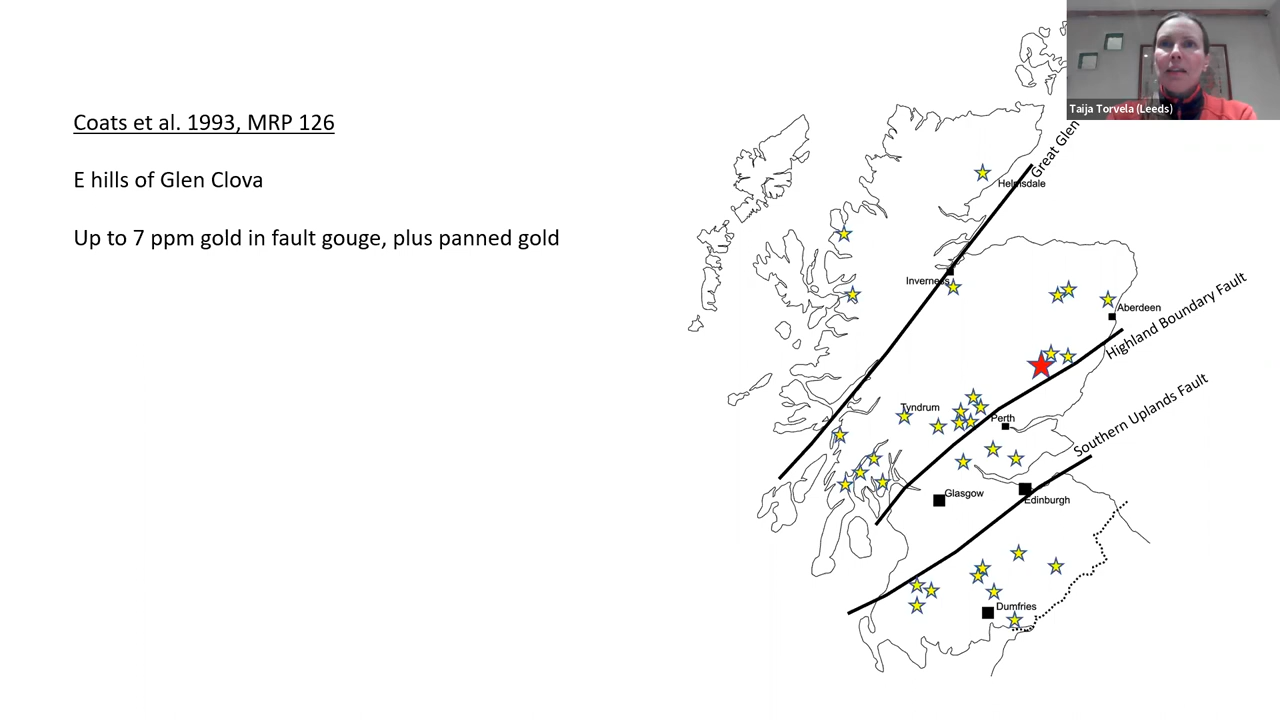 Coats et al. 1993, MRP 126
E hills of Glen Clova
Up to 7 ppm gold in fault gouge, plus panned gold
Taija Torvela (Leeds)
Great Glen
Helmsdale
Inverness
Aberdeen
Highland Boundary Fault
Tyndrum
Perth
Southern Uplands Fault
Glasgow
Edinburgh
Dumfries